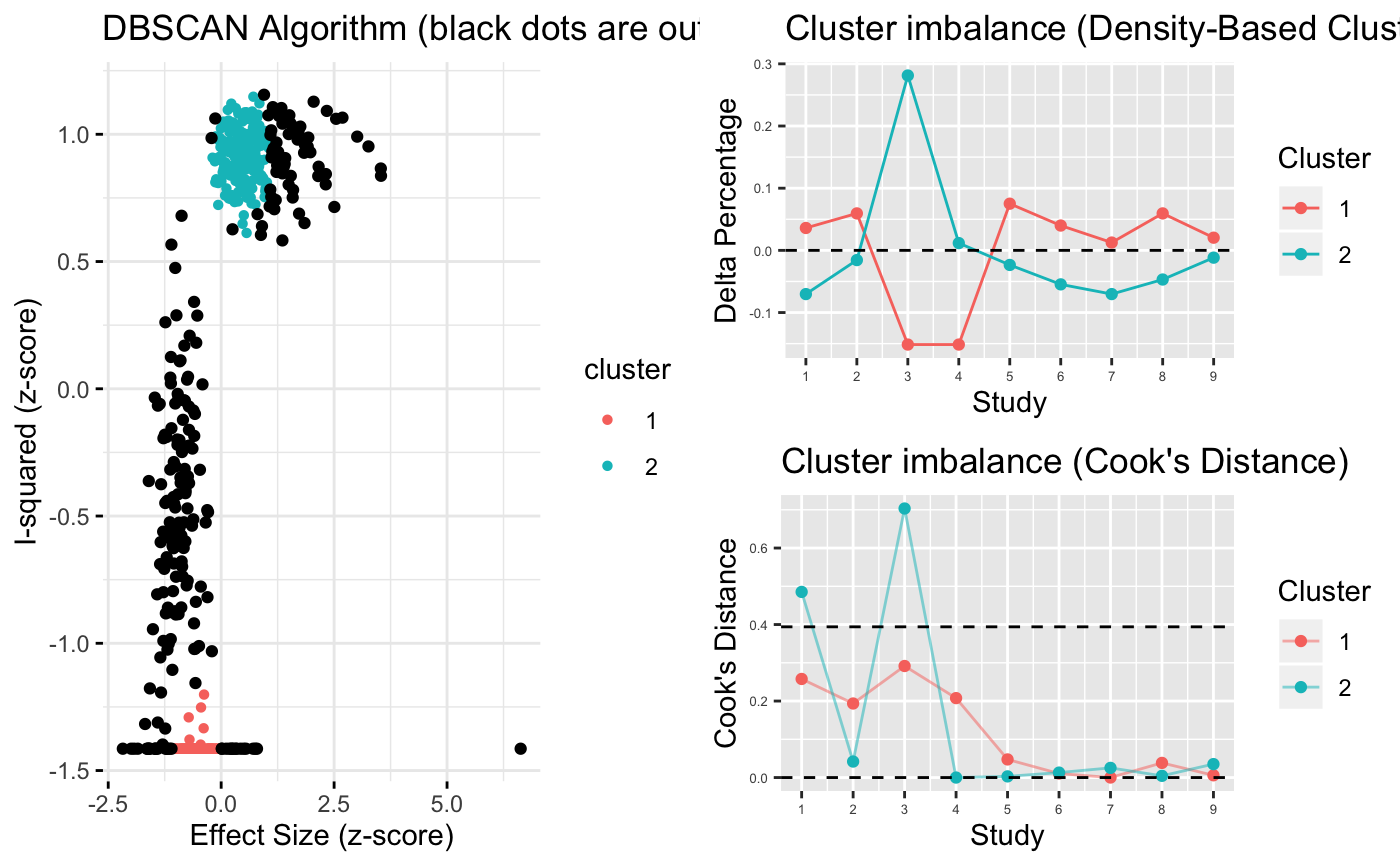 DBSCAN Algorithm (black dots are out
I-squared (z-score)
1.0
0.5
0.0
-0.5
-1.0
-1.5
-2.5
0.0
2.5
5.0
Effect Size (z-score)
cluster
1
2
Cluster imbalance (Density-Based Clust
Delta Percentage
0.3
0.2
0.1
0.0
-0.1
1 2 3 4 5 6 7 8 9
Study
Cluster
1
2
Cluster imbalance (Cook's Distance)
Cook's Distance
0.6
0.4
0.2
0.0
1 2 3 4 5 6 7 8 9
Study
Cluster
1
2